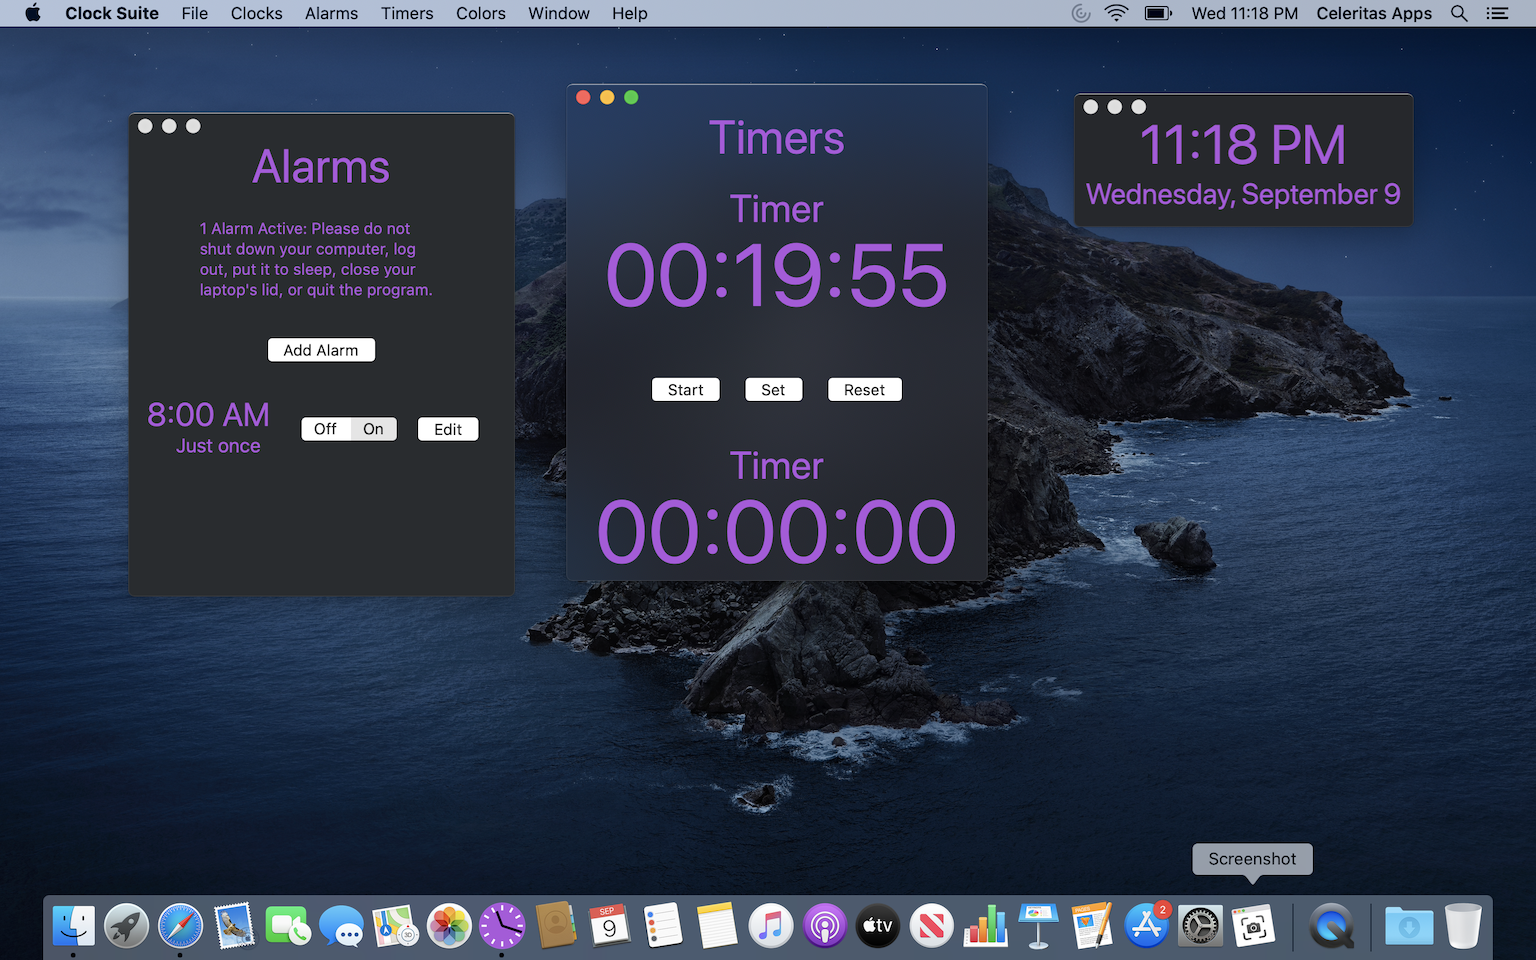 Clock Suite File Clocks Alarms Timers Colors Window Help
Wed 11:18 PM Celeritas Apps
Alarms
1 Alarm Active: Please do not
shut down your computer, log
out, put it to sleep, close your
laptop's lid, or quit the program.
Add Alarm
8:00 AM
Just once
Off On
Edit
Timers
Timer
00:19:55
Start Set Reset
Timer
00:00:00
11:18 PM
Wednesday, September 9
Screenshot
SEP
9
3D
tv
PAGES
2